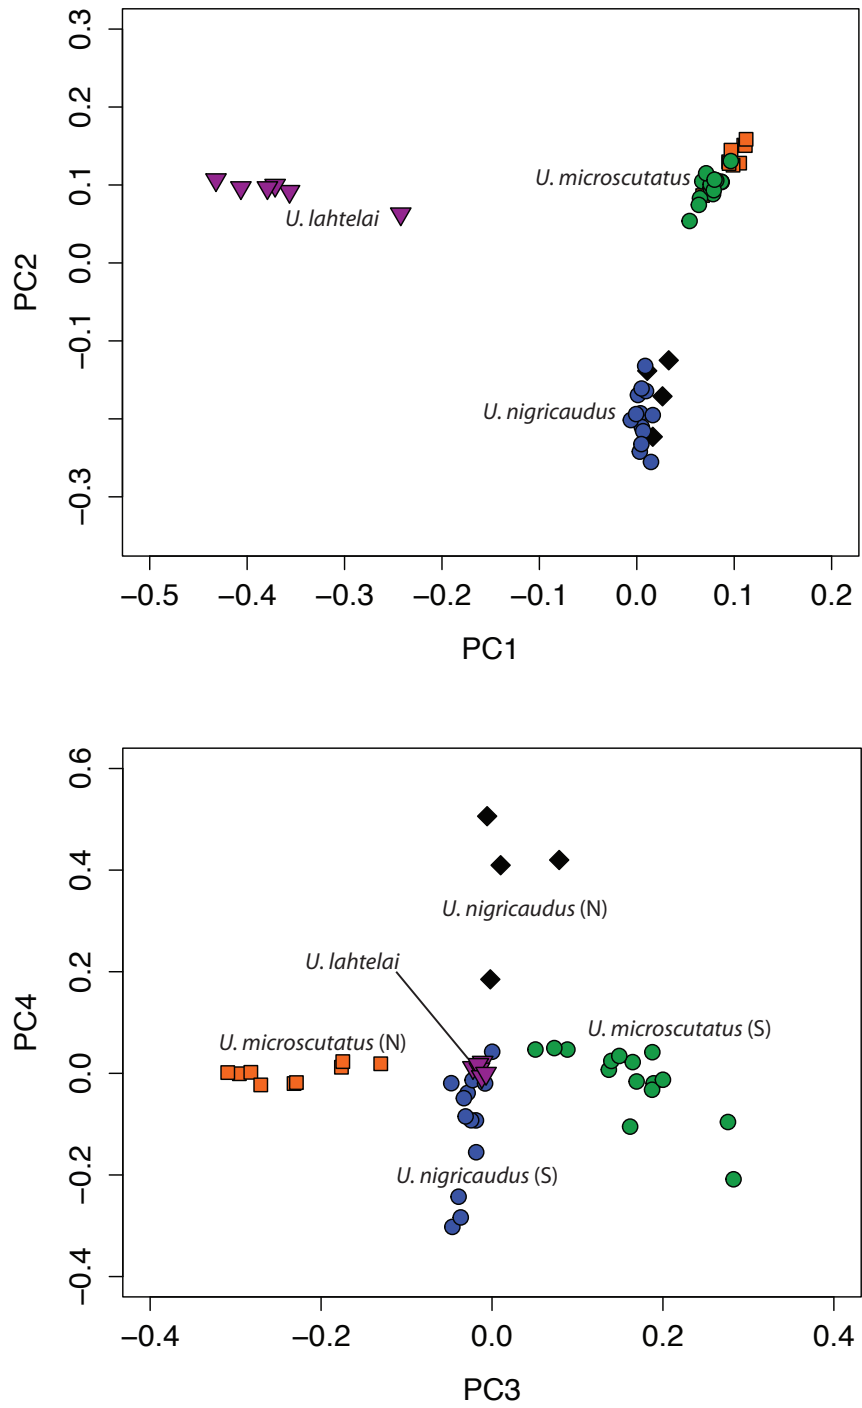 0.3
0.2
0.1
0.0
−0.1
−0.3
PC2
U. microscutatus
U. lahtelai
U. nigricaudus
−0.5 −0.4 −0.3 −0.2 −0.1 0.0 0.1 0.2
PC1
0.6
0.4
0.2
0.0
−0.2
−0.4
PC4
U. nigricaudus (N)
U. lahtelai
U. microscutatus (S)
U. microscutatus (N)
U. nigricaudus (S)
−0.4 −0.2 0.0 0.2 0.4
PC3